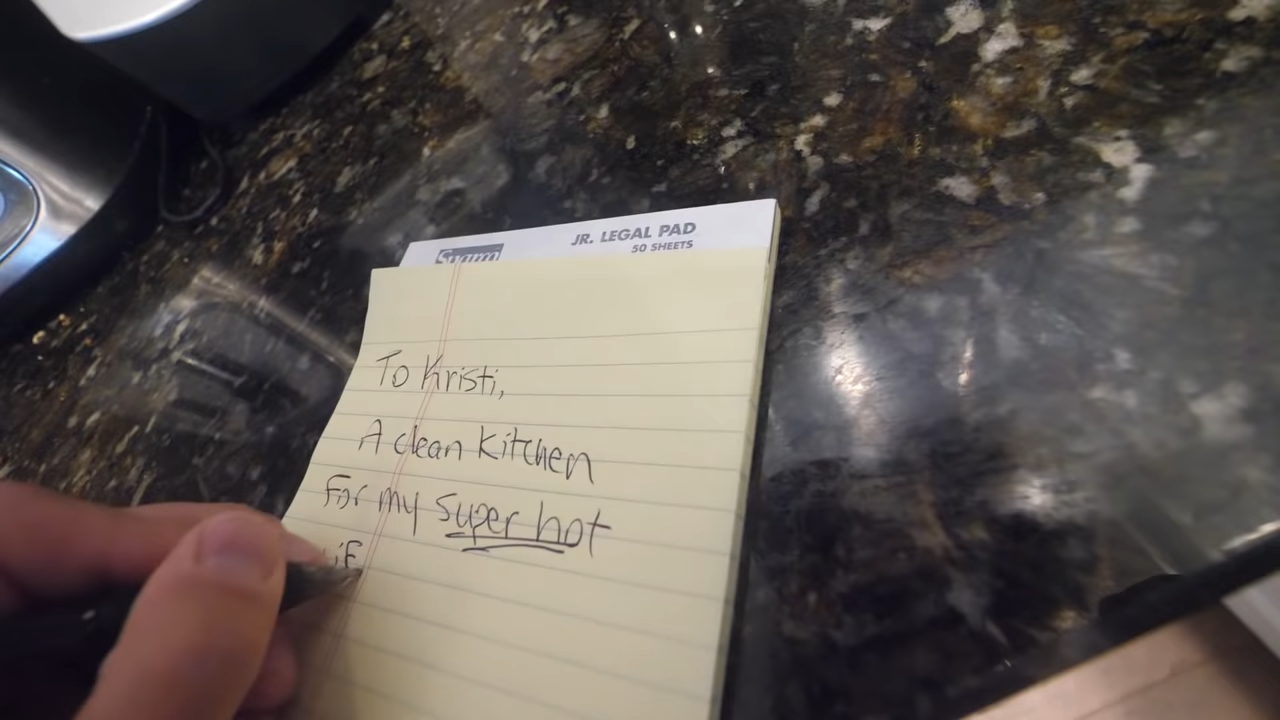 JR. LEGAL PAD
50 SHEETS
To Kristi,
A clean kitchen
For my super hot